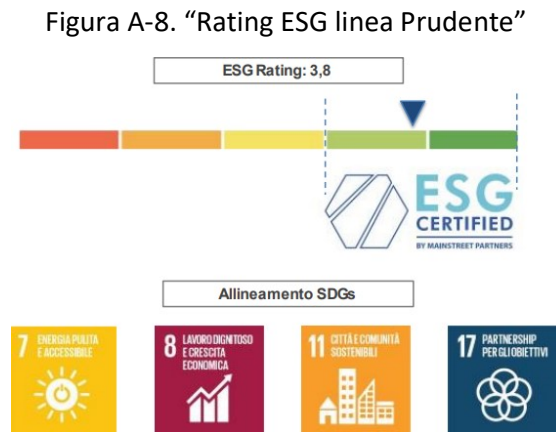 Figura A-8. “Rating ESG linea Prudente”
ESG Rating: 3,8
ESG
CERTIFIED
BY MAINSTREET PARTNERS
Allineamento SDGs
7 ENERGIA PULITA
E ACCESSIBILE
8 LAVORO DIGNITOSO
E CRESCITA
ECONOMICA
11 CITTÀ E COMUNITÀ
SOSTENIBILI
17 PARTNERSHIP
PER GLI OBIETTIVI